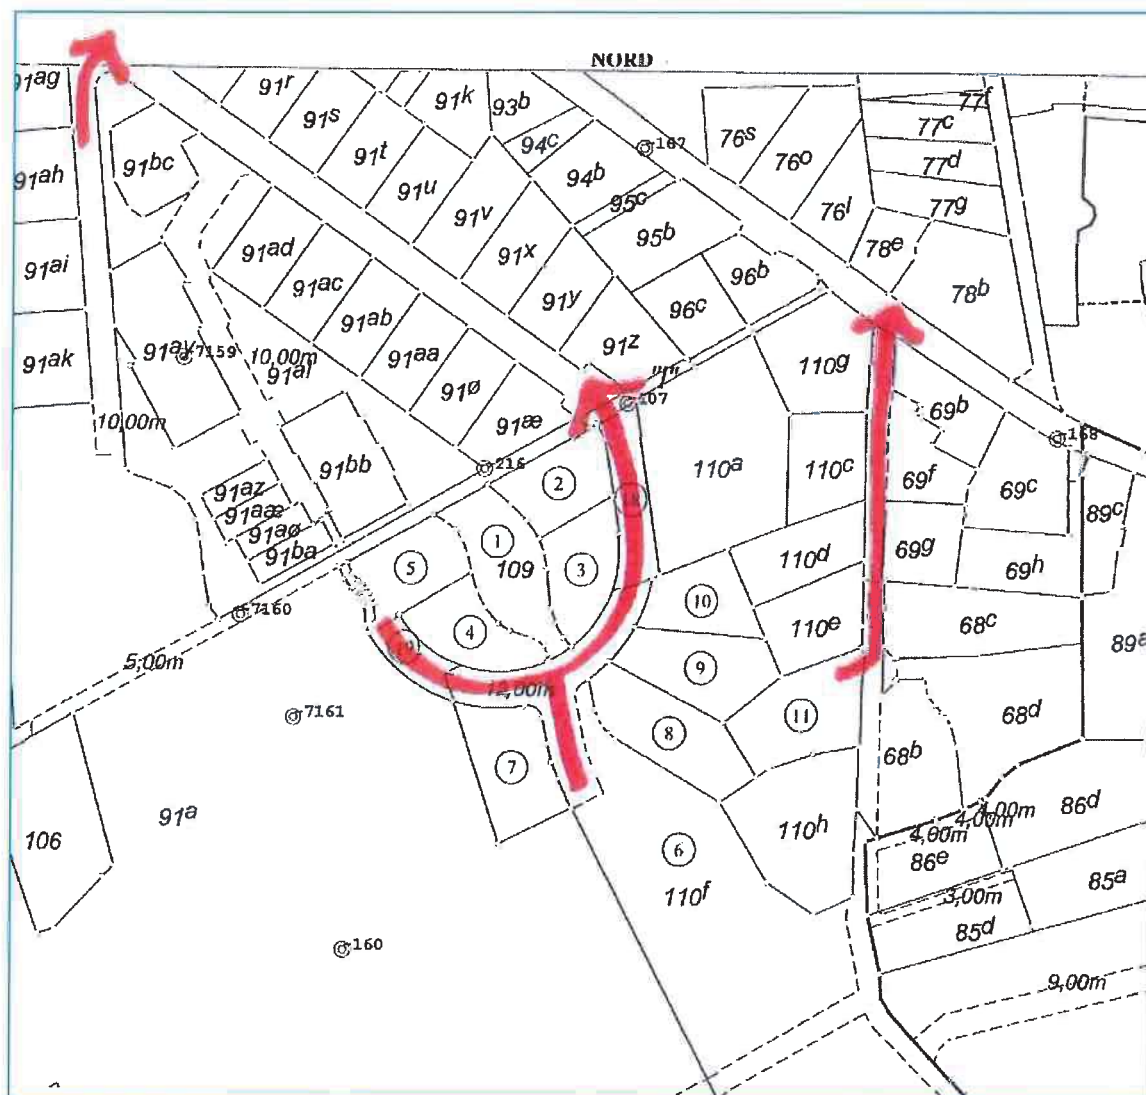 NORD
91ag
91r
91k
93b
77f
91s
76s
77c
94c
167
91bc
91t
76o
77d
91ah
94b
91u
95c
91v
76l
77g
95b
78e
91ad
91x
91ai
96b
91ac
78b
91y
96c
91ab
91z
91ak
7159
10,00m
91aa
110g
91al
91ø
"I"
107
69b
10,00m
91æ
168
91bb
216
110a
110c
69f
91az
2
18
69c
89c
91aæ
91aø
1
91ba
5
109
3
110d
69g
69h
10
7160
4
110e
68c
19
89a
5,00m
9
12,00m
7161
11
68d
8
68b
7
91a
106
110h
4,00m
4,00m
86d
4,00m
6
86e
85a
110f
3,00m
85d
160
9,00m